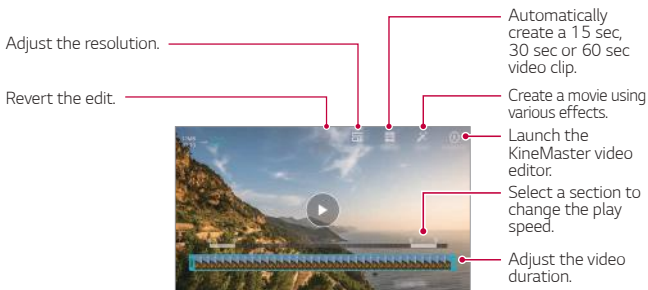 Adjust the resolution.
Revert the edit.
Automatically
create a 15 sec,
30 sec or 60 sec
video clip.
Create a movie using
various effects.
Launch the
KineMaster video
editor.
Select a section to
change the play
speed.
Adjust the video
duration.